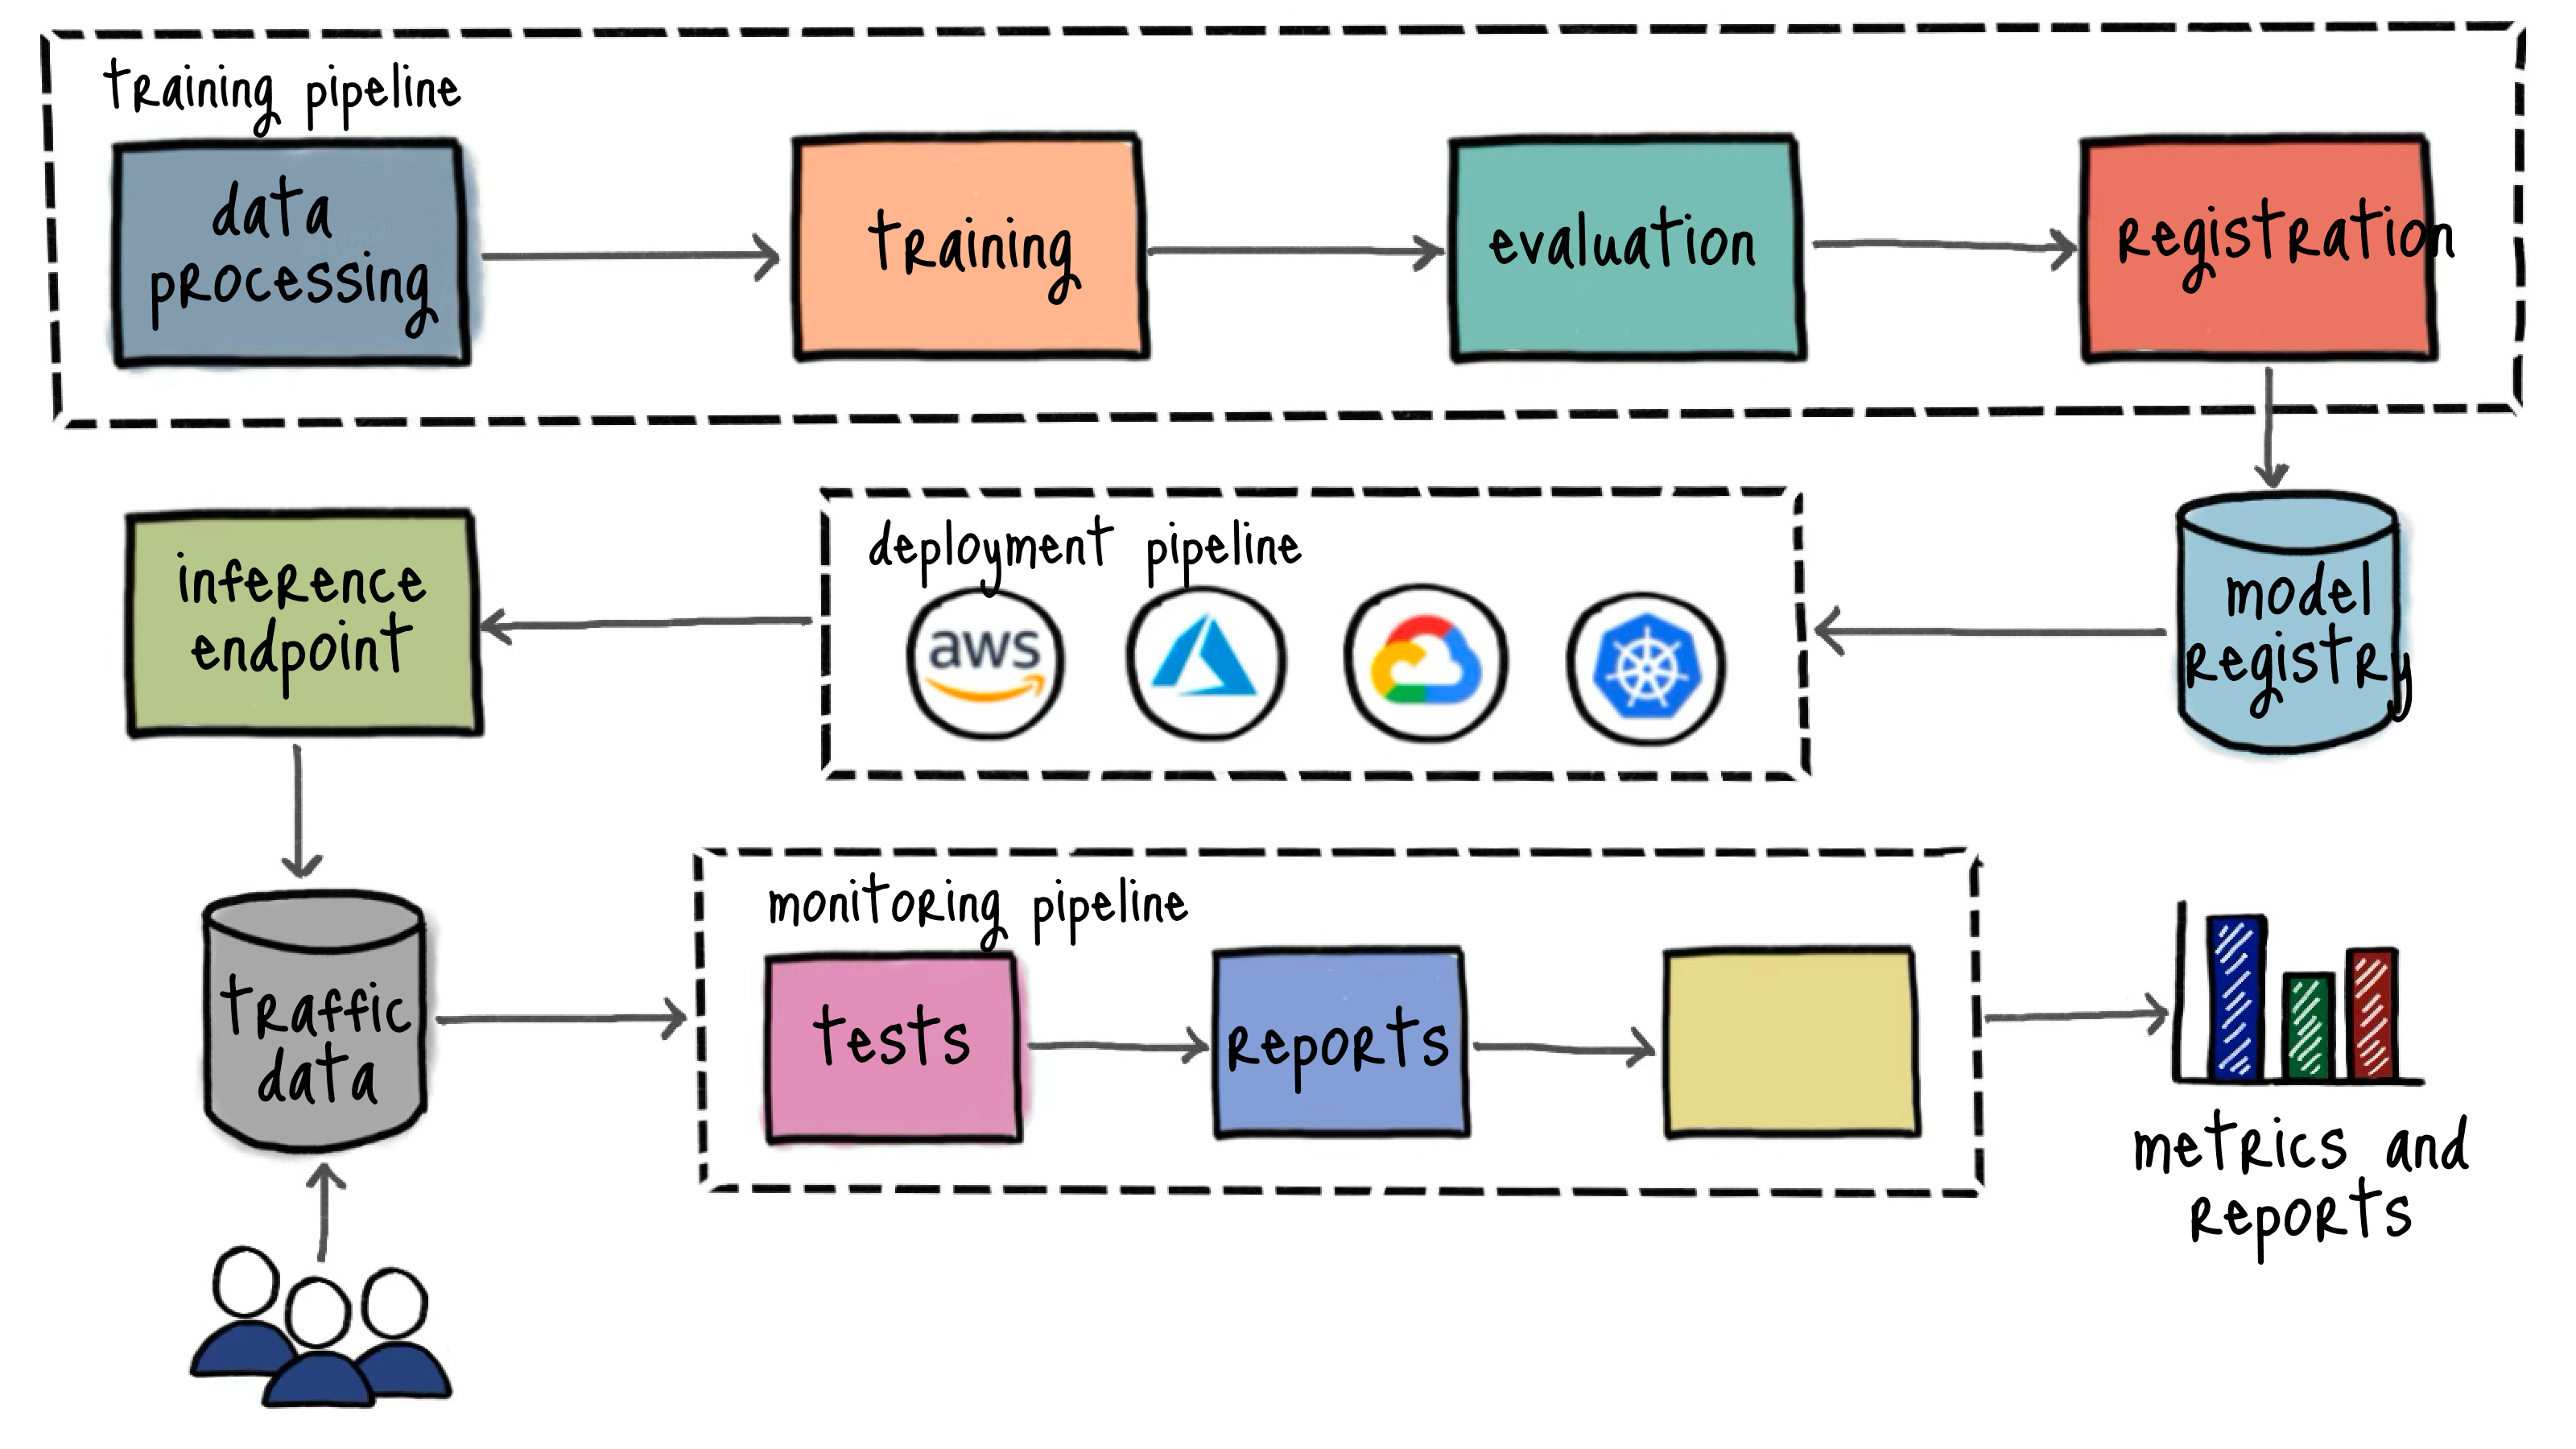 training pipeline
data
processing
training
evaluation
registration
inference
endpoint
deployment pipeline
aws
model
registry
traffic
data
monitoring pipeline
tests
reports
metrics and
reports